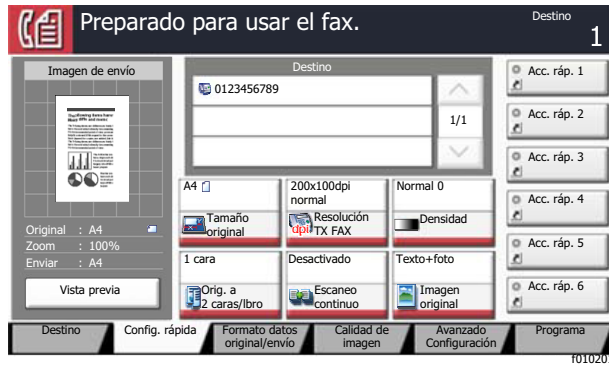 Preparado para usar el fax.
Destino
1
Imagen de envío
Original : A4
Zoom : 100%
Enviar : A4
Vista previa
Destino
0123456789
1/1
A4
Tamaño
original
200x100dpi
normal
dpi
Resolución
TX FAX
Normal 0
Densidad
1 cara
Orig. a
2 caras/lbro
Desactivado
Escaneo
continuo
Texto+foto
Imagen
original
Acc. ráp. 1
Acc. ráp. 2
Acc. ráp. 3
Acc. ráp. 4
Acc. ráp. 5
Acc. ráp. 6
Destino
Config. rápida
Formato datos
original/envío
Calidad de
imagen
Avanzado
Configuración
Programa
f010201